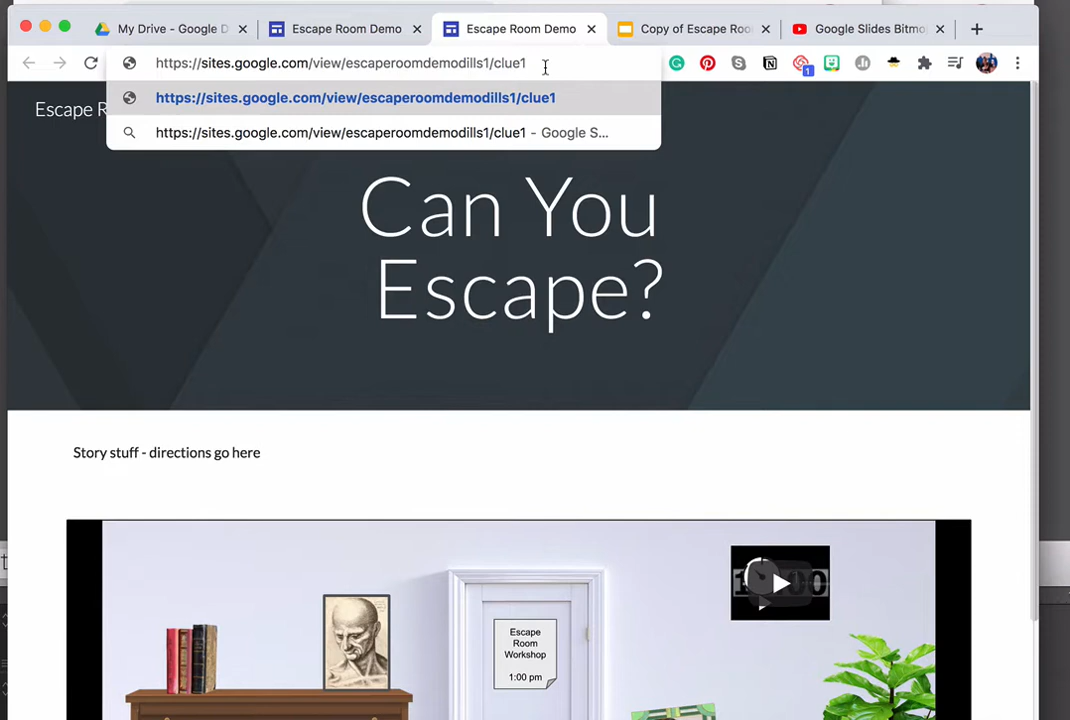 My Drive - Google D
Escape Room Demo
Escape Room Demo
Copy of Escape Roo
Google Slides Bitmoj
https://sites.google.com/view/escaperoomdemodills1/clue1
1
https://sites.google.com/view/escaperoomdemodills1/clue1
https://sites.google.com/view/escaperoomdemodills1/clue1 - Google S...
Escape R
Can You
Escape?
Story stuff - directions go here
Escape
Room
Workshop
1:00 pm